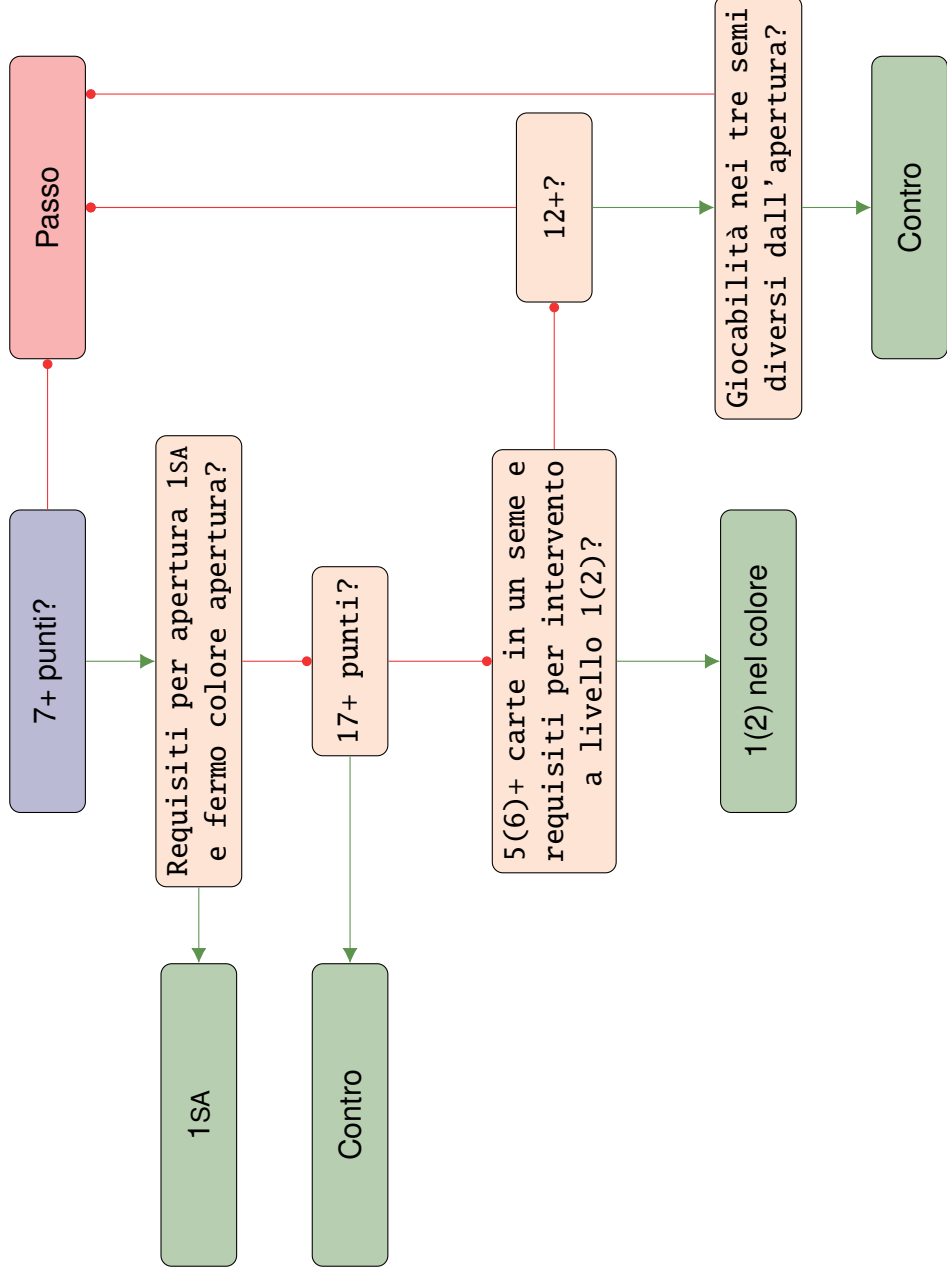 7+ punti?
Passo
1SA
Requisiti per apertura 1SA
e fermo colore apertura?
Contro
17+ punti?
5(6)+ carte in un seme e
requisiti per intervento
a livello 1(2)?
12+?
1(2) nel colore
Giocabilità nei tre semi
diversi dall'apertura?
Contro